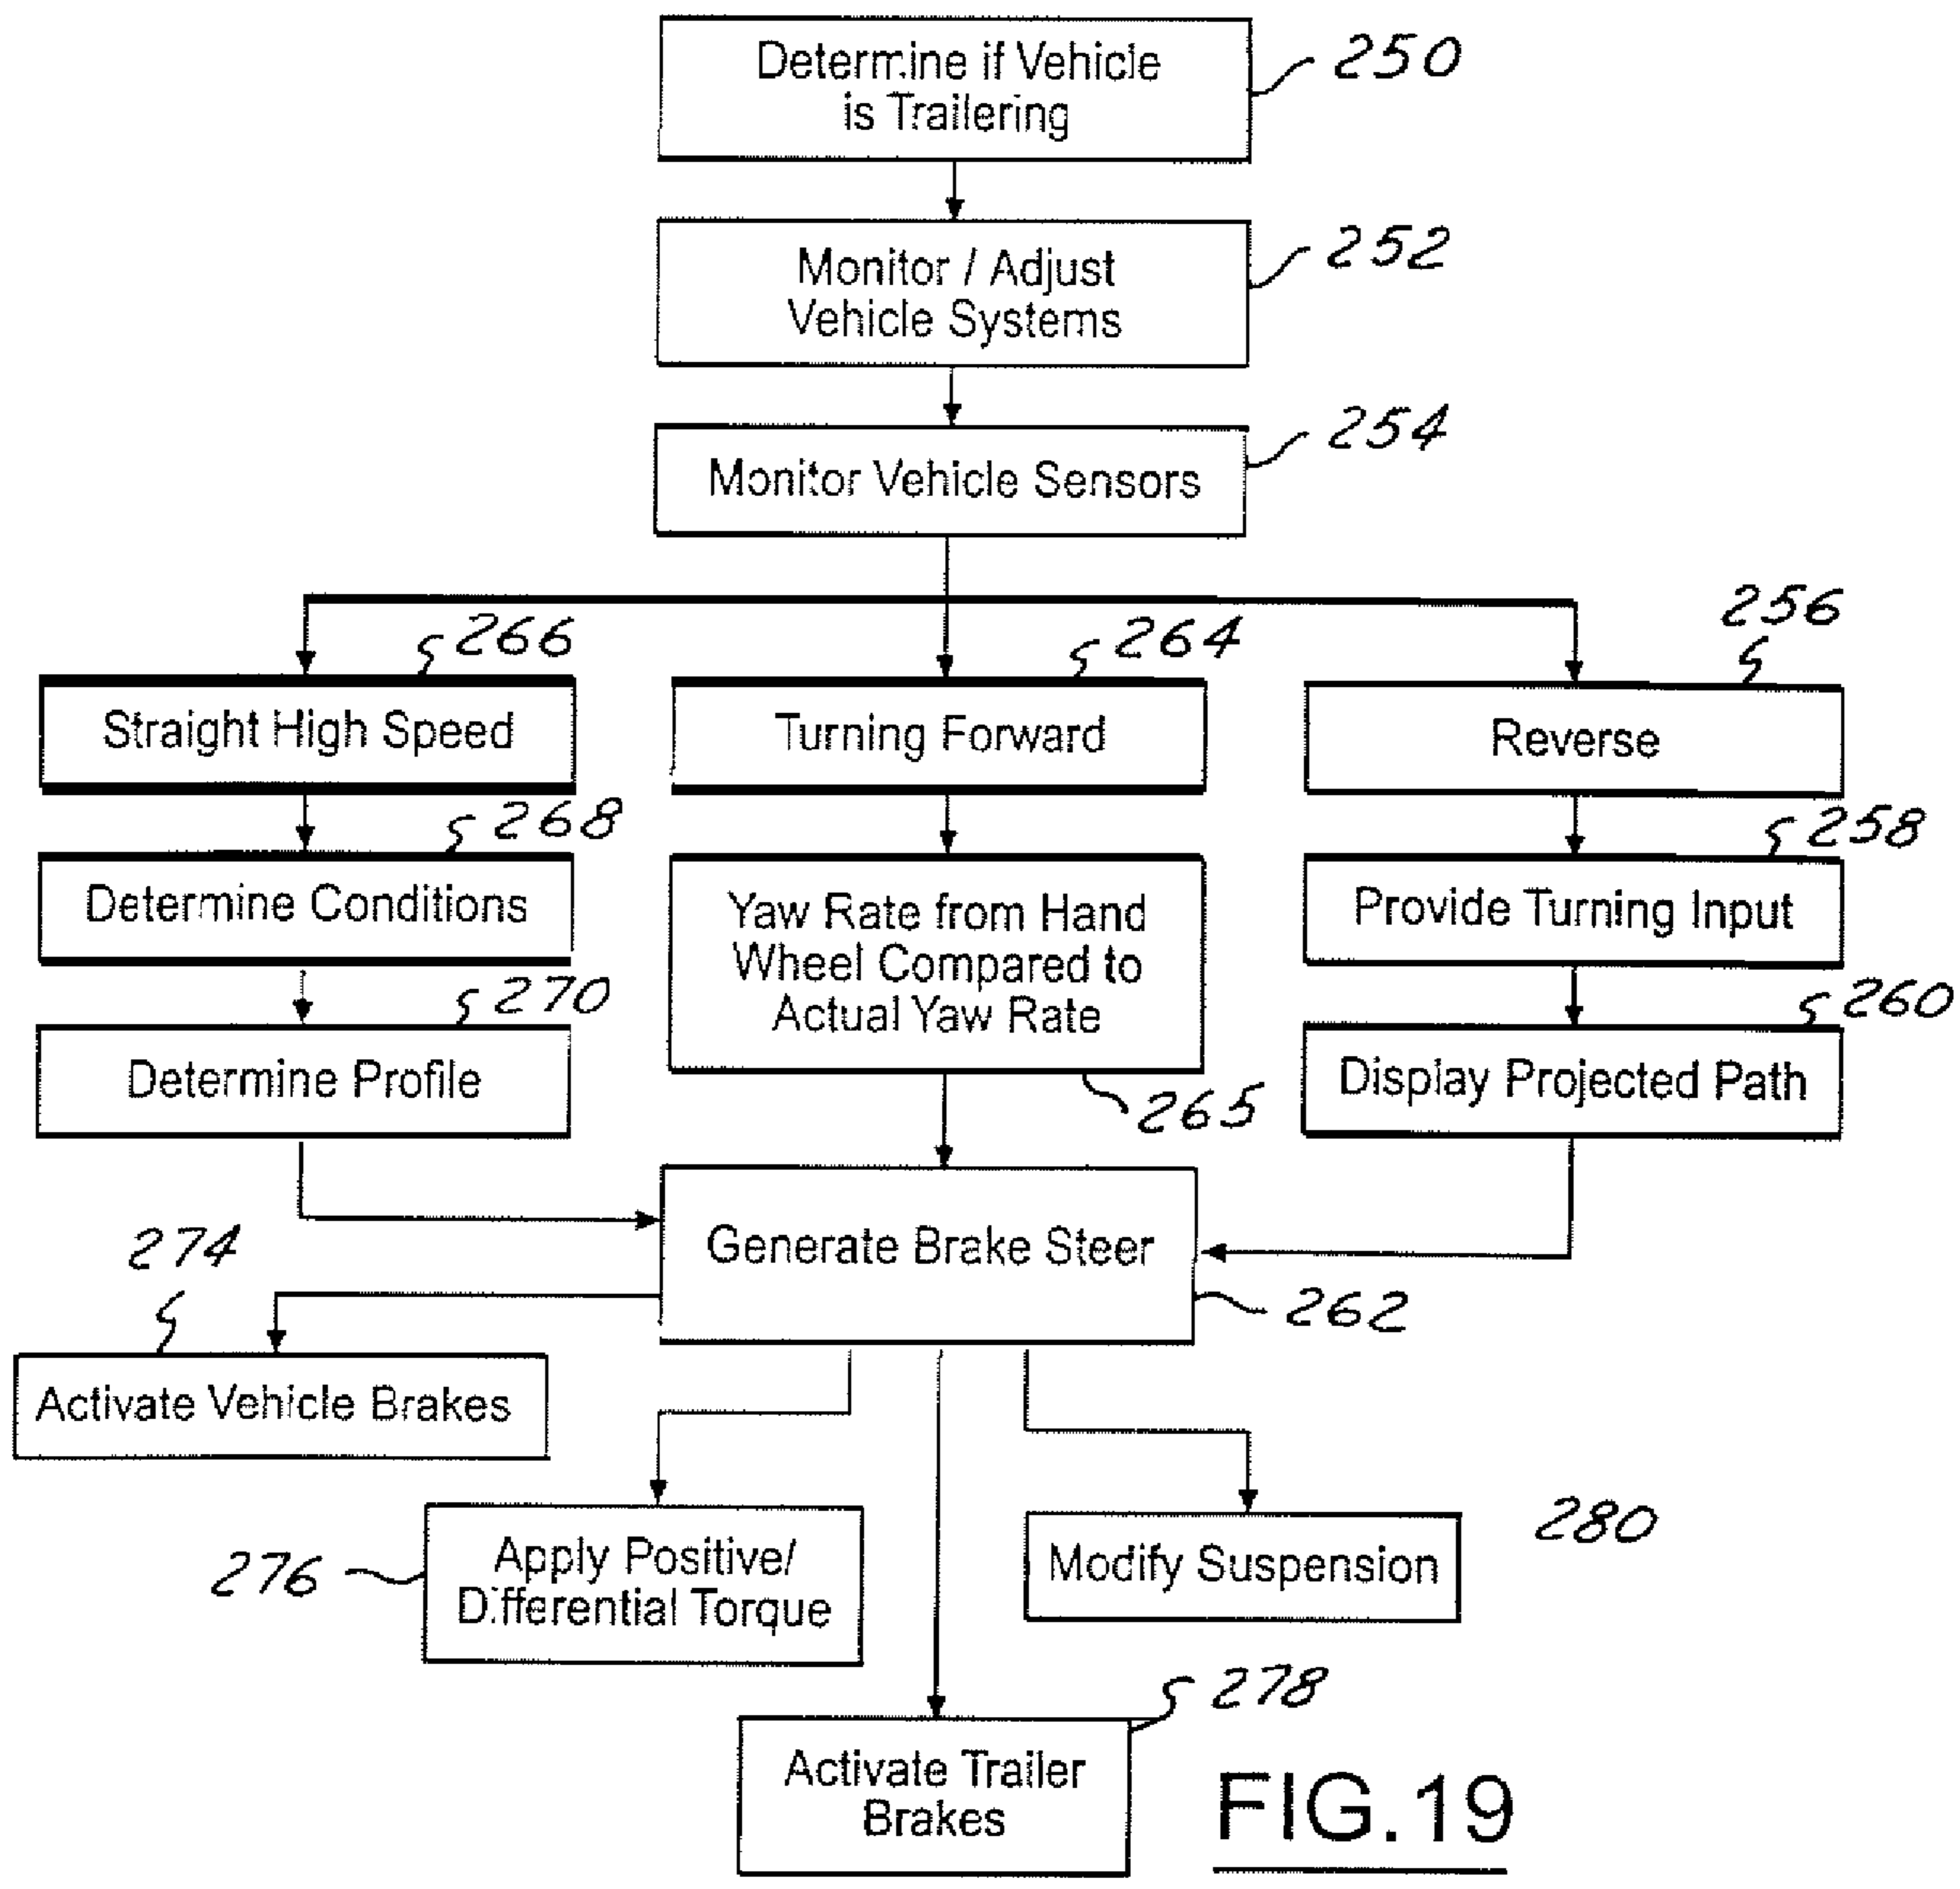 Determine if Vehicle
is Trailering
250
Monitor / Adjust
Vehicle Systems
252
Monitor Vehicle Sensors
254
266
264
256
Straight High Speed
Turning Forward
Reverse
268
258
Determine Conditions
Yaw Rate from Hand
Wheel Compared to
Actual Yaw Rate
Provide Turning Input
270
260
Determine Profile
265
Display Projected Path
274
Generate Brake Steer
262
Activate Vehicle Brakes
276
Apply Positive/
Differential Torque
Modify Suspension
280
278
Activate Trailer
Brakes
FIG.19